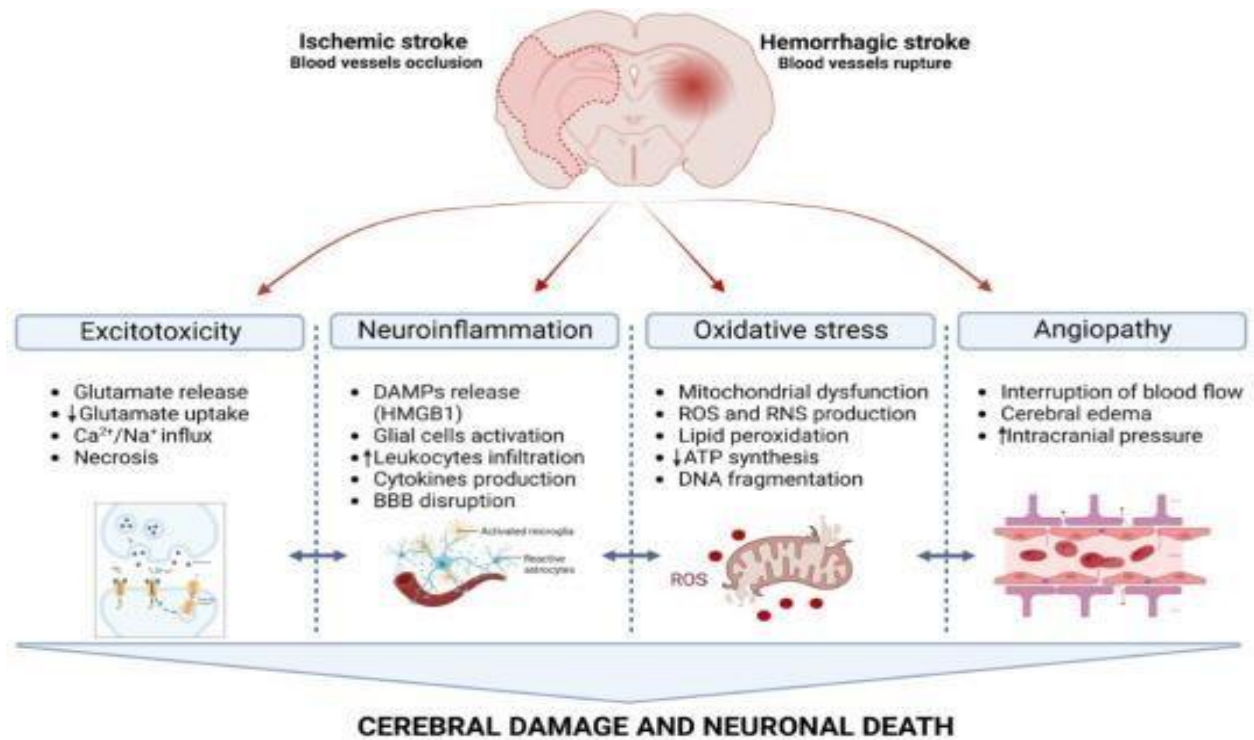 Ischemic stroke
Blood vessels occlusion
Hemorrhagic stroke
Blood vessels rupture
Excitotoxicity
• Glutamate release
• ↓Glutamate uptake
• Ca²⁺/Na⁺ influx
• Necrosis
Neuroinflammation
• DAMPs release
(HMGB1)
• Glial cells activation
• ↑Leukocytes infiltration
• Cytokines production
• BBB disruption
Activated microglia
Reactive
astrocytes
Oxidative stress
• Mitochondrial dysfunction
• ROS and RNS production
• Lipid peroxidation
• ↓ATP synthesis
• DNA fragmentation
ROS
Angiopathy
• Interruption of blood flow
• Cerebral edema
• ↑Intracranial pressure
CEREBRAL DAMAGE AND NEURONAL DEATH